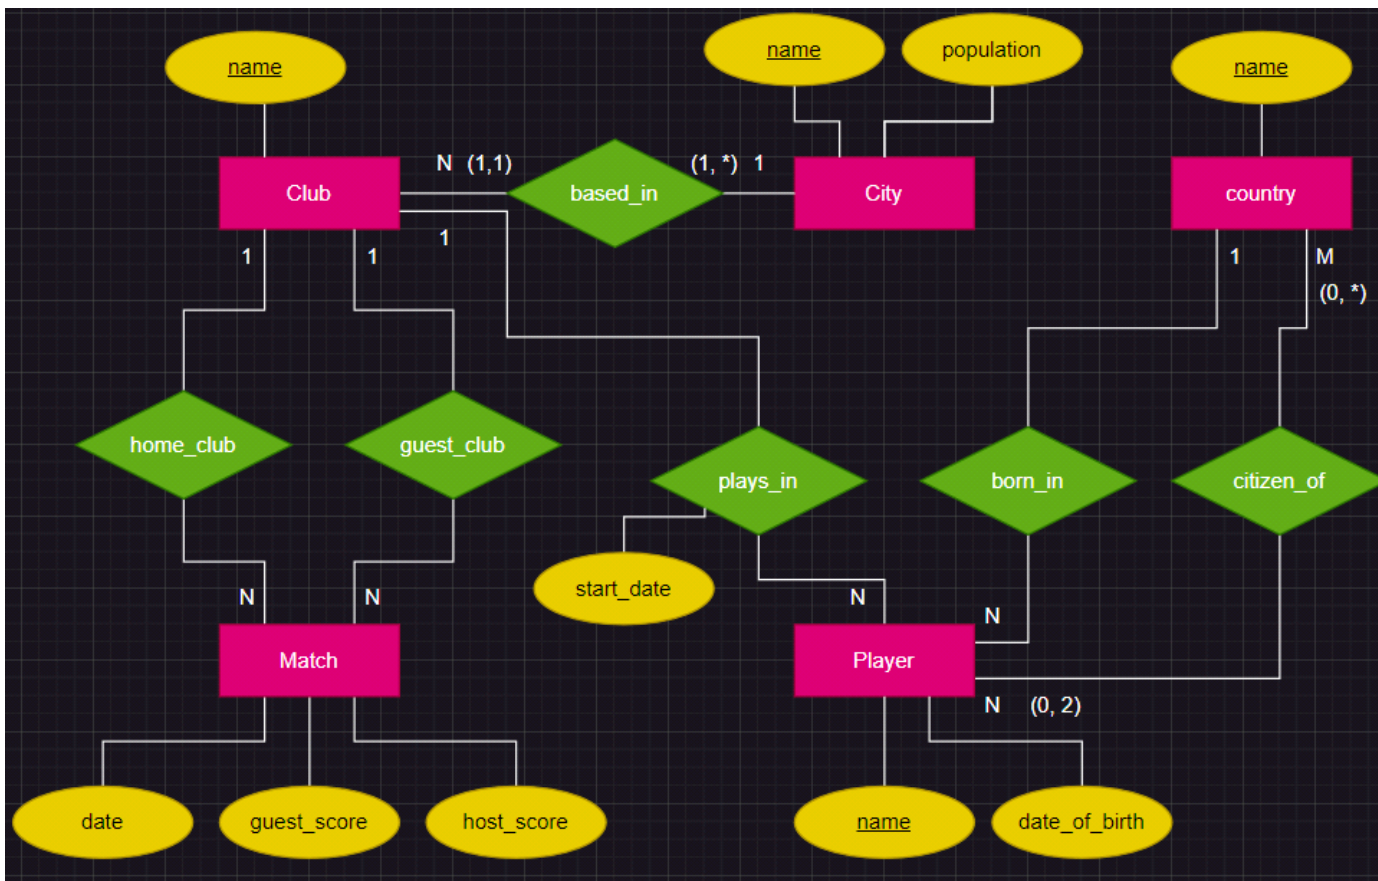 name
name
population
name
Club
N (1,1)
based_in
(1, *) 1
City
country
1
1
1
1
M
(0, *)
home_club
guest_club
plays_in
born_in
citizen_of
start_date
N
N
N
N
Match
Player
N (0, 2)
date
guest_score
host_score
name
date_of_birth